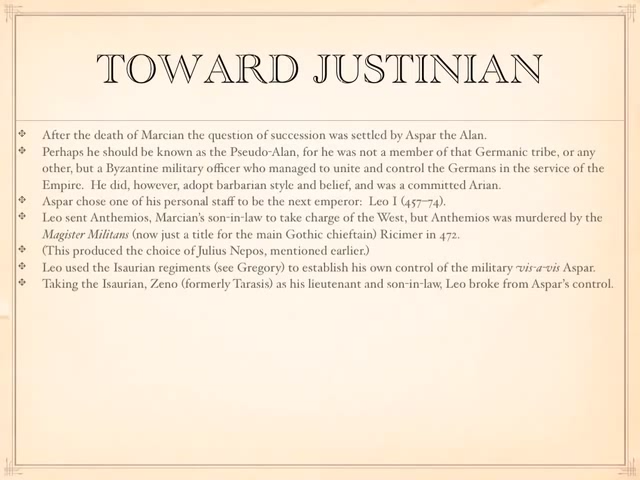 TOWARD JUSTINIAN
After the death of Marcian the question of succession was settled by Aspar the Alan.
Perhaps he should be known as the Pseudo-Alan, for he was not a member of that Germanic tribe, or any
other, but a Byzantine military officer who managed to unite and control the Germans in the service of the
Empire. He did, however, adopt barbarian style and belief, and was a committed Arian.
Aspar chose one of his personal staff to be the next emperor: Leo I (457–74).
Leo sent Anthemios, Marcian's son-in-law to take charge of the West, but Anthemios was murdered by the
Magister Militans (now just a title for the main Gothic chieftain) Ricimer in 472.
(This produced the choice of Julius Nepos, mentioned earlier.)
Leo used the Isaurian regiments (see Gregory) to establish his own control of the military vis-a-vis Aspar.
Taking the Isaurian, Zeno (formerly Tarasis) as his lieutenant and son-in-law, Leo broke from Aspar's control.